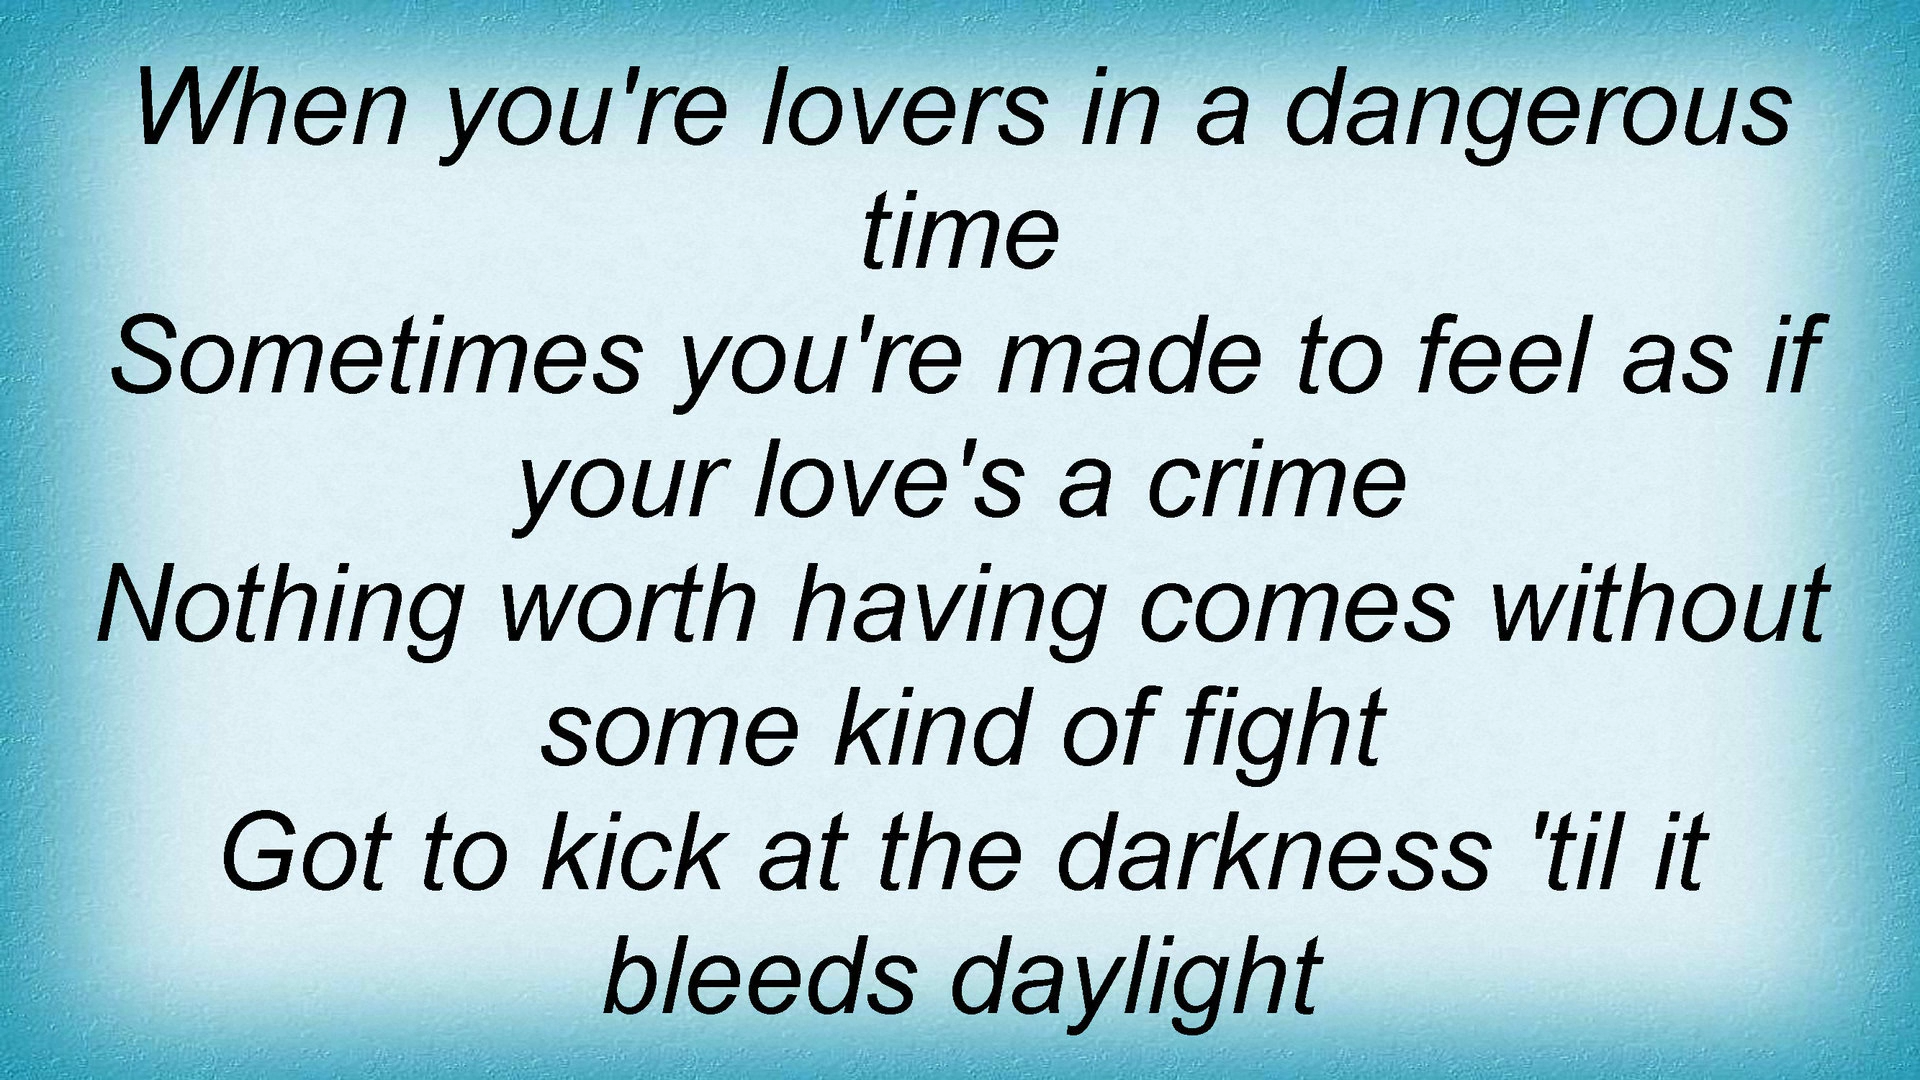 When you're lovers in a dangerous
time
Sometimes you're made to feel as if
your love's a crime
Nothing worth having comes without
some kind of fight
Got to kick at the darkness 'til it
bleeds daylight